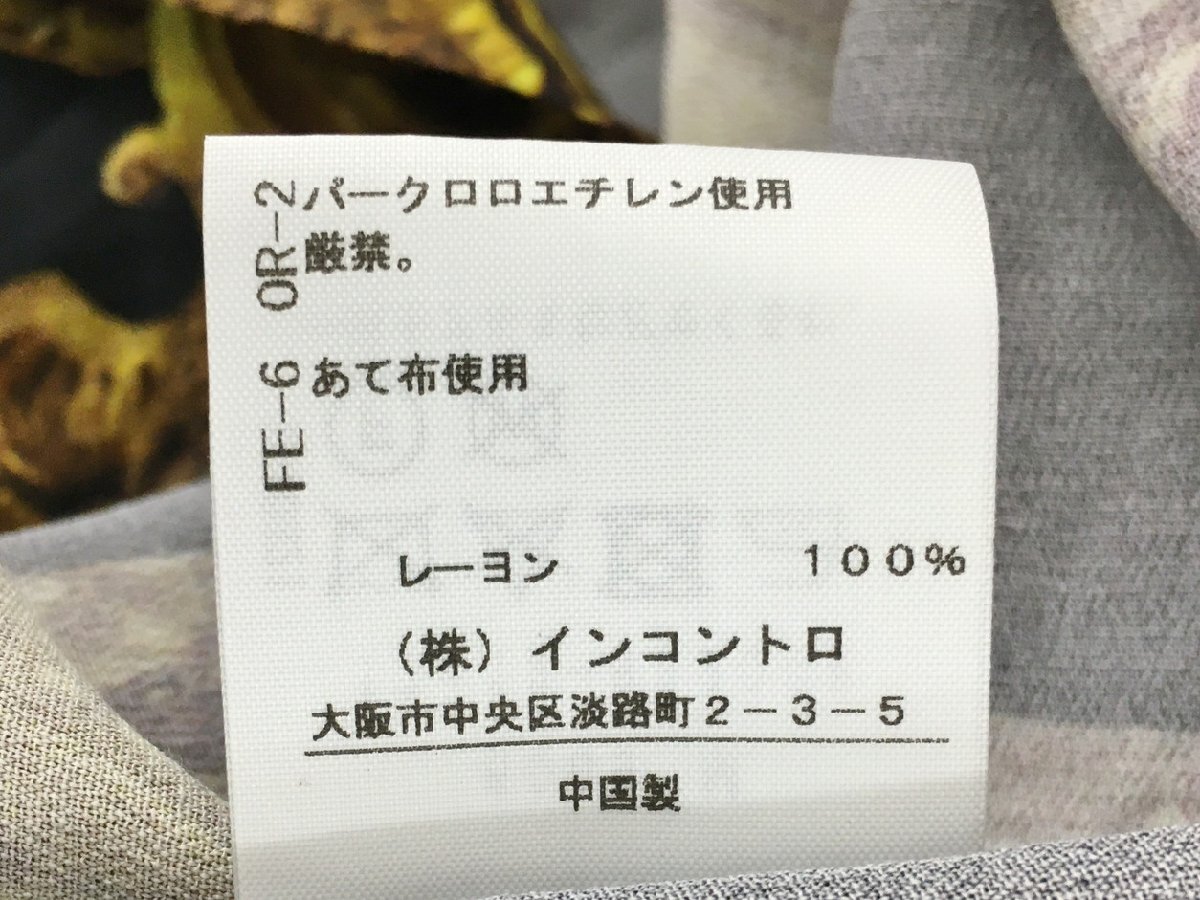 OR-2 パークロロエチレン使用
厳禁。
FE-6 あて布使用
レーヨン 100%
(株) インコントロ
大阪市中央区淡路町2-3-5
中国製